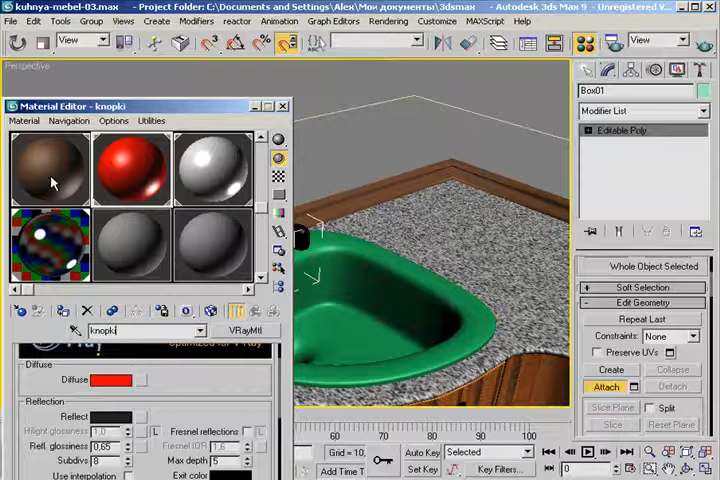 kuhnya-mebel-03.max - Project Folder: C:\Documents and Settings\Alex\Мои документы\3dsmax - Autodesk 3ds Max 9 - Unregistered V...
File Edit Tools Group Views Create Modifiers reactor Animation Graph Editors Rendering Customize MAXScript Help
View
View
Perspective
Material Editor - knopki
Material Navigation Options Utilities
knopki
VRayMtl
Optimized for V-Ray
Diffuse
Diffuse
Reflection
Reflect
Hilight glossiness 1,0 L Fresnel reflections L
Refl. glossiness 0,65 Fresnel IOR 1,6
Subdivs 8 Max depth 5
Use interpolation Exit color
Box01
Modifier List
Editable Poly
Whole Object Selected
+ Soft Selection
- Edit Geometry
Repeat Last
Constraints: None
Preserve UVs
Create Collapse
Attach Detach
Slice Plane Split
Slice Reset Plane
60 70 80 90 100
Grid = 10, Auto Key Selected
Add Time T Set Key Key Filters... 0